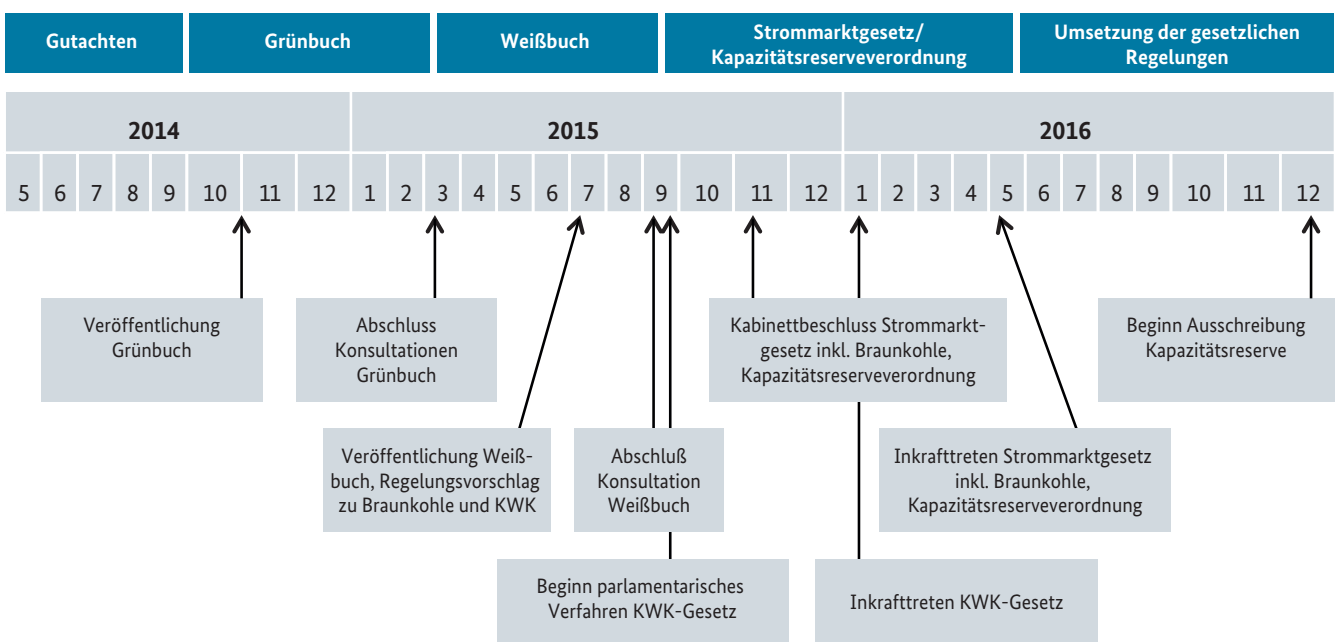 Gutachten
Grünbuch
Weißbuch
Strommarktgesetz/
Kapazitätsreserveverordnung
Umsetzung der gesetzlichen
Regelungen
2014
2015
2016
5 6 7 8 9 10 11 12 1 2 3 4 5 6 7 8 9 10 11 12 1 2 3 4 5 6 7 8 9 10 11 12
Veröffentlichung
Grünbuch
Abschluss
Konsultationen
Grünbuch
Kabinettbeschluss Strommarkt-
gesetz inkl. Braunkohle,
Kapazitätsreserveverordnung
Beginn Ausschreibung
Kapazitätsreserve
Veröffentlichung Weiß-
buch, Regelungsvorschlag
zu Braunkohle und KWK
Abschluß
Konsultation
Weißbuch
Inkrafttreten Strommarktgesetz
inkl. Braunkohle,
Kapazitätsreserveverordnung
Beginn parlamentarisches
Verfahren KWK-Gesetz
Inkrafttreten KWK-Gesetz